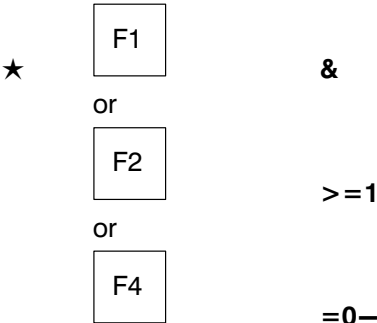 ★ F1 &
or
F2
>=1
or
F4
=0—